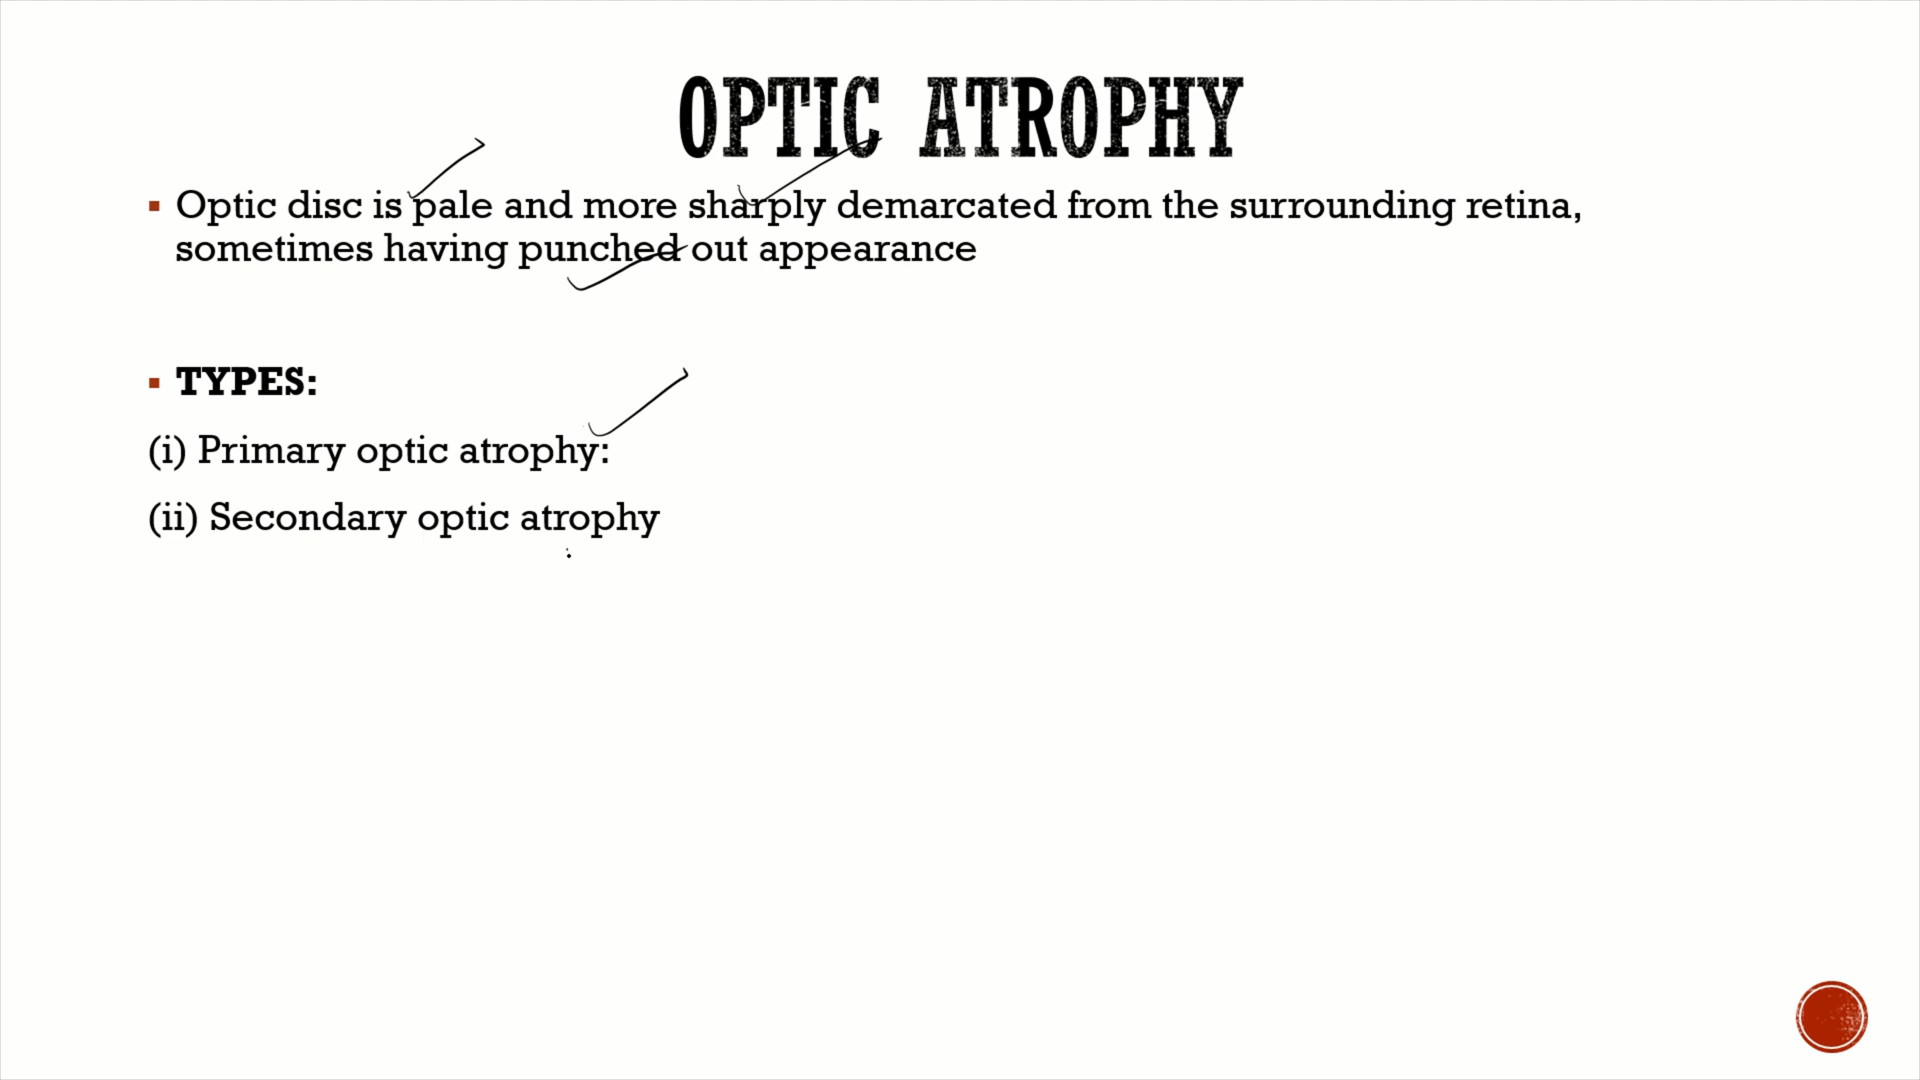 OPTIC ATROPHY
▪ Optic disc is pale and more sharply demarcated from the surrounding retina,
sometimes having punched out appearance
▪ TYPES:
(i) Primary optic atrophy:
(ii) Secondary optic atrophy